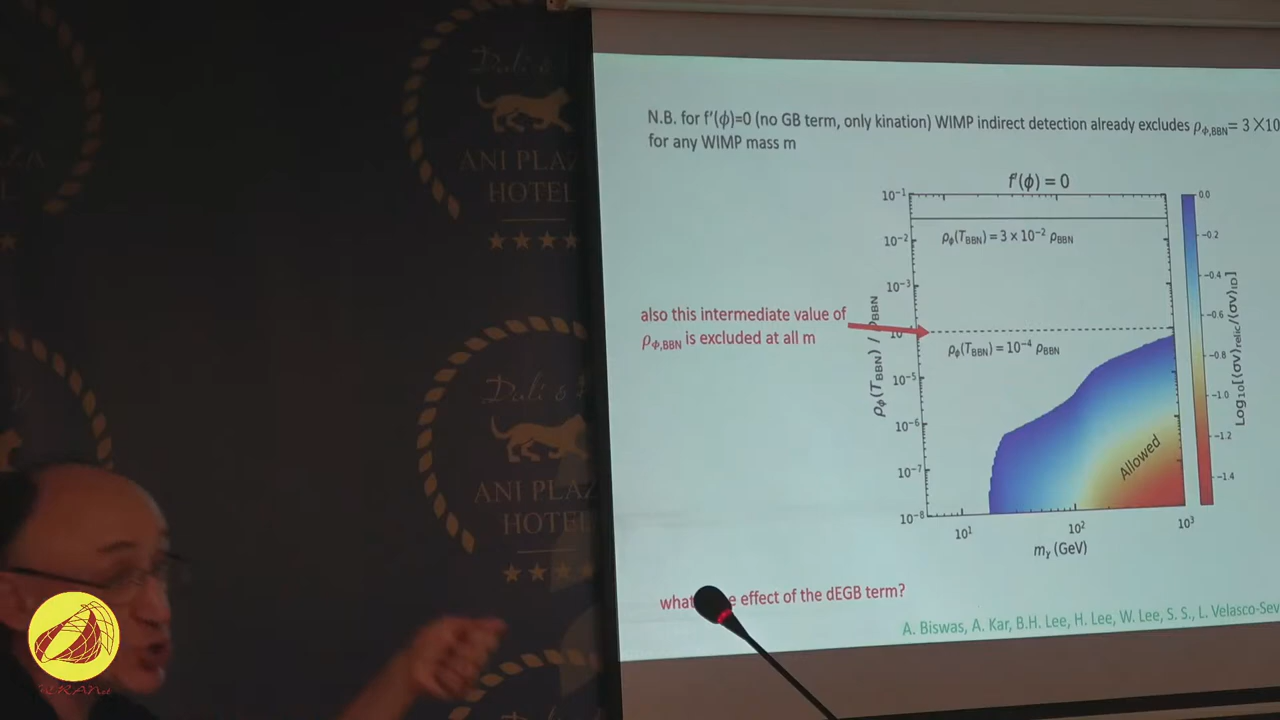 N.B. for f'(ϕ)=0 (no GB term, only kination) WIMP indirect detection already excludes ρϕ,BBN= 3 X10
for any WIMP mass m
f'(ϕ) = 0
10⁻¹
10⁻²
10⁻³
10⁻⁵
10⁻⁶
10⁻⁷
10⁻⁸
ρϕ(TBBN) = 3 × 10⁻² ρBBN
ρϕ(TBBN) = 10⁻⁴ ρBBN
Allowed
10¹
10²
10³
mχ (GeV)
ρϕ(TBBN) / ρBBN
0.0
−0.2
−0.4
−0.6
−0.8
−1.0
−1.2
−1.4
Log10[⟨σv⟩relic/⟨σv⟩ID]
also this intermediate value of
ρΦ,BBN is excluded at all m
what effect of the dEGB term?
A. Biswas, A. Kar, B.H. Lee, H. Lee, W. Lee, S. S., L. Velasco-Sev
ANI PLAZ
HOTEL
ANI PLAZ
HOTEL